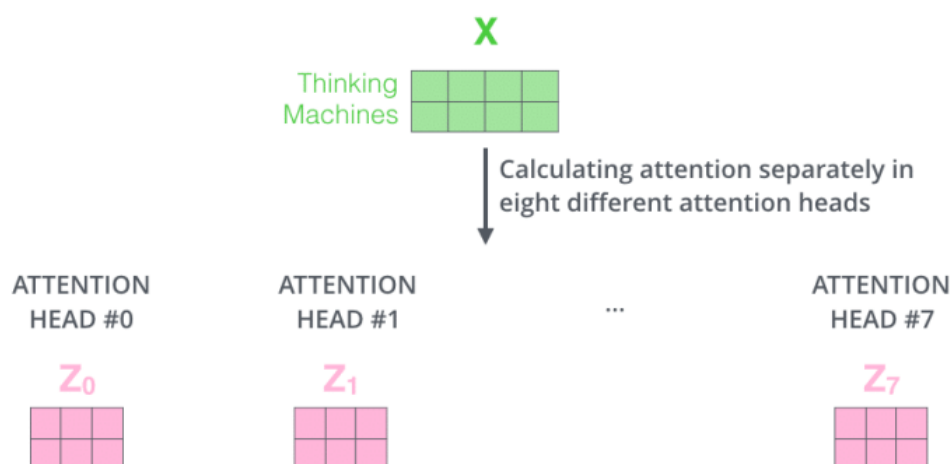 X
Thinking
Machines
Calculating attention separately in
eight different attention heads
ATTENTION
HEAD #0
ATTENTION
HEAD #1
...
ATTENTION
HEAD #7
Z₀
Z₁
Z₇